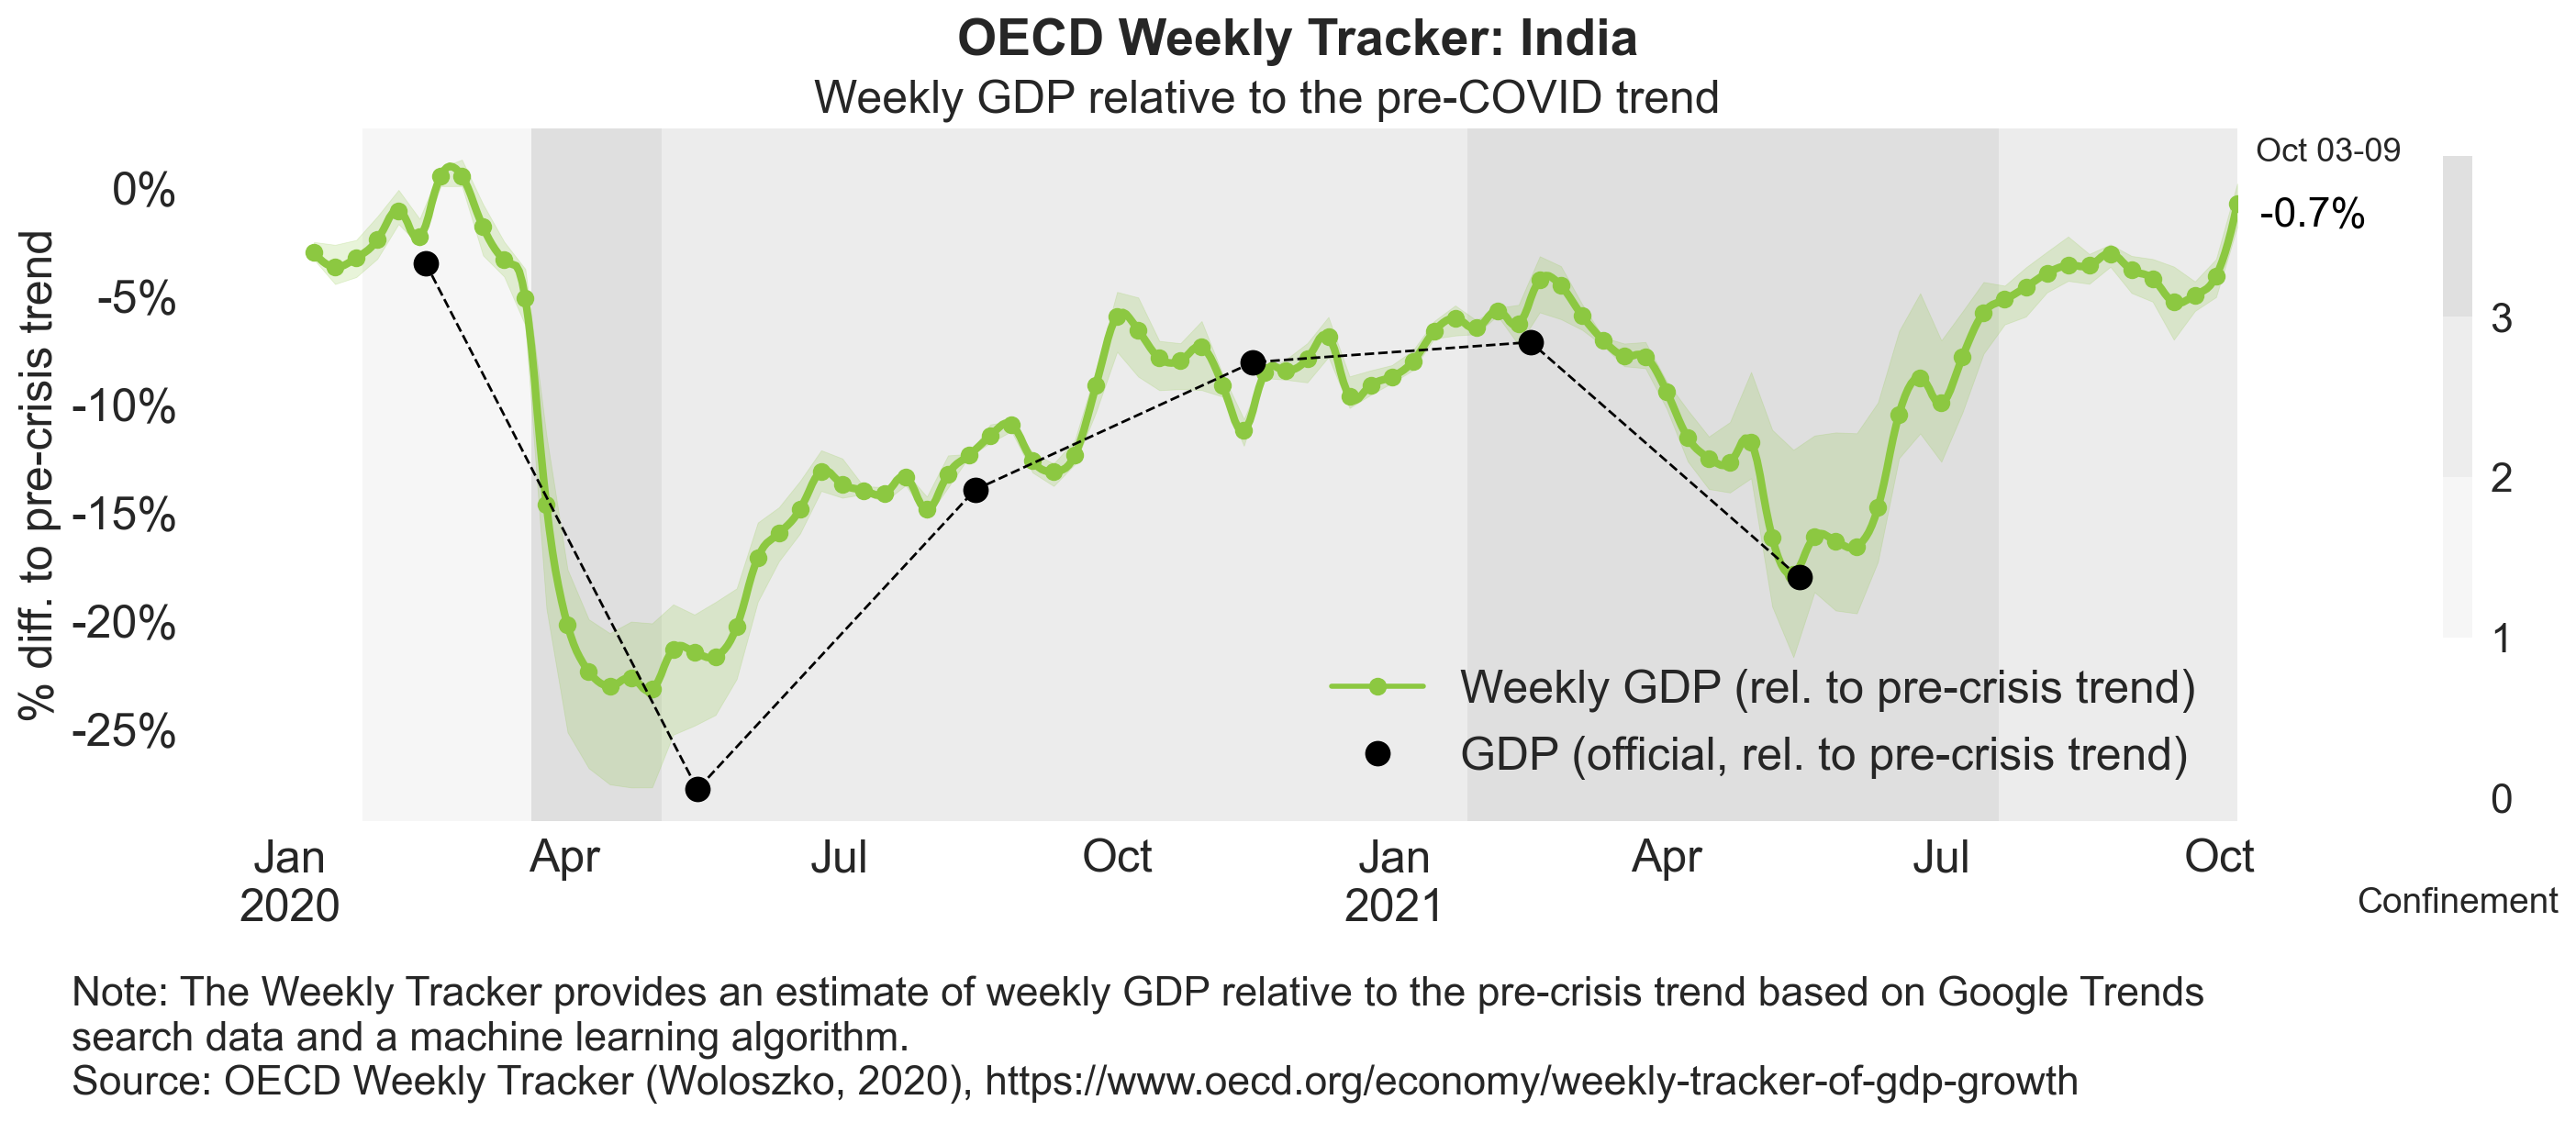 OECD Weekly Tracker: India
Weekly GDP relative to the pre-COVID trend
% diff. to pre-crisis trend
0%
-5%
-10%
-15%
-20%
-25%
Oct 03-09
-0.7%
3
2
1
0
Confinement
Weekly GDP (rel. to pre-crisis trend)
GDP (official, rel. to pre-crisis trend)
Jan Apr Jul Oct Jan Apr Jul Oct
2020 2021
Note: The Weekly Tracker provides an estimate of weekly GDP relative to the pre-crisis trend based on Google Trends
search data and a machine learning algorithm.
Source: OECD Weekly Tracker (Woloszko, 2020), https://www.oecd.org/economy/weekly-tracker-of-gdp-growth